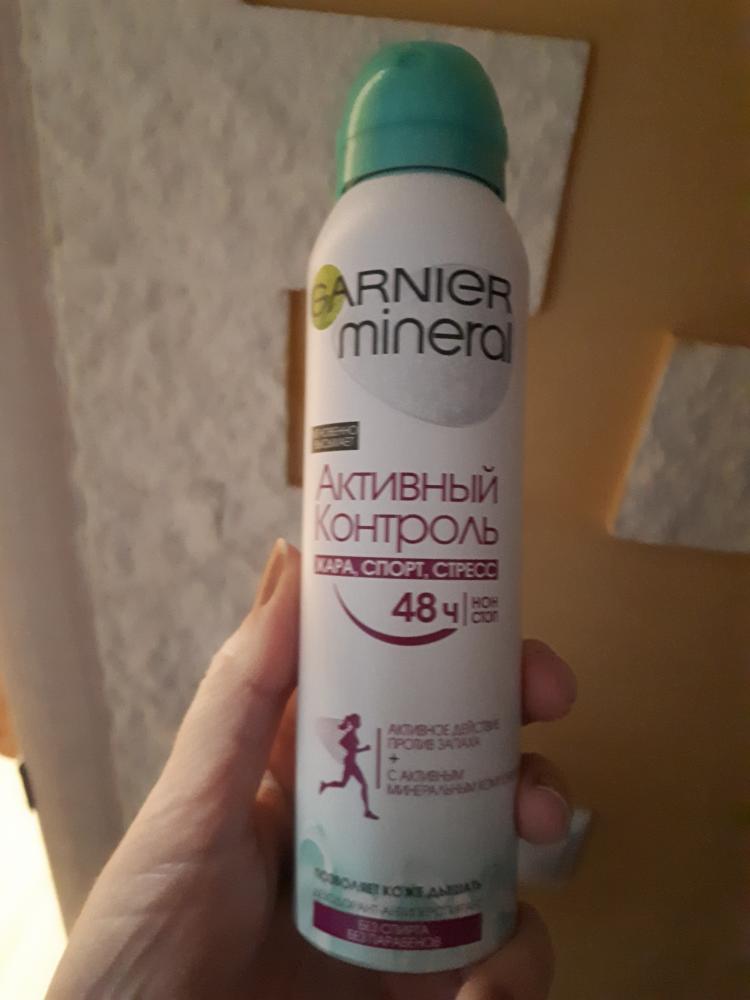 GARNIER
mineral
АКТИВНЫЙ
КОНТРОЛЬ
ЖАРА, СПОРТ, СТРЕСС
48 ч
НОН
СТОП
АКТИВНОЕ ДЕЙСТВИЕ
ПРОТИВ ЗАПАХА
+
С АКТИВНЫМ
МИНЕРАЛЬНЫМ
ПОЗВОЛЯЕТ КОЖЕ ДЫШАТЬ
БЕЗ СПИРТА
БЕЗ ПАРАБЕНОВ